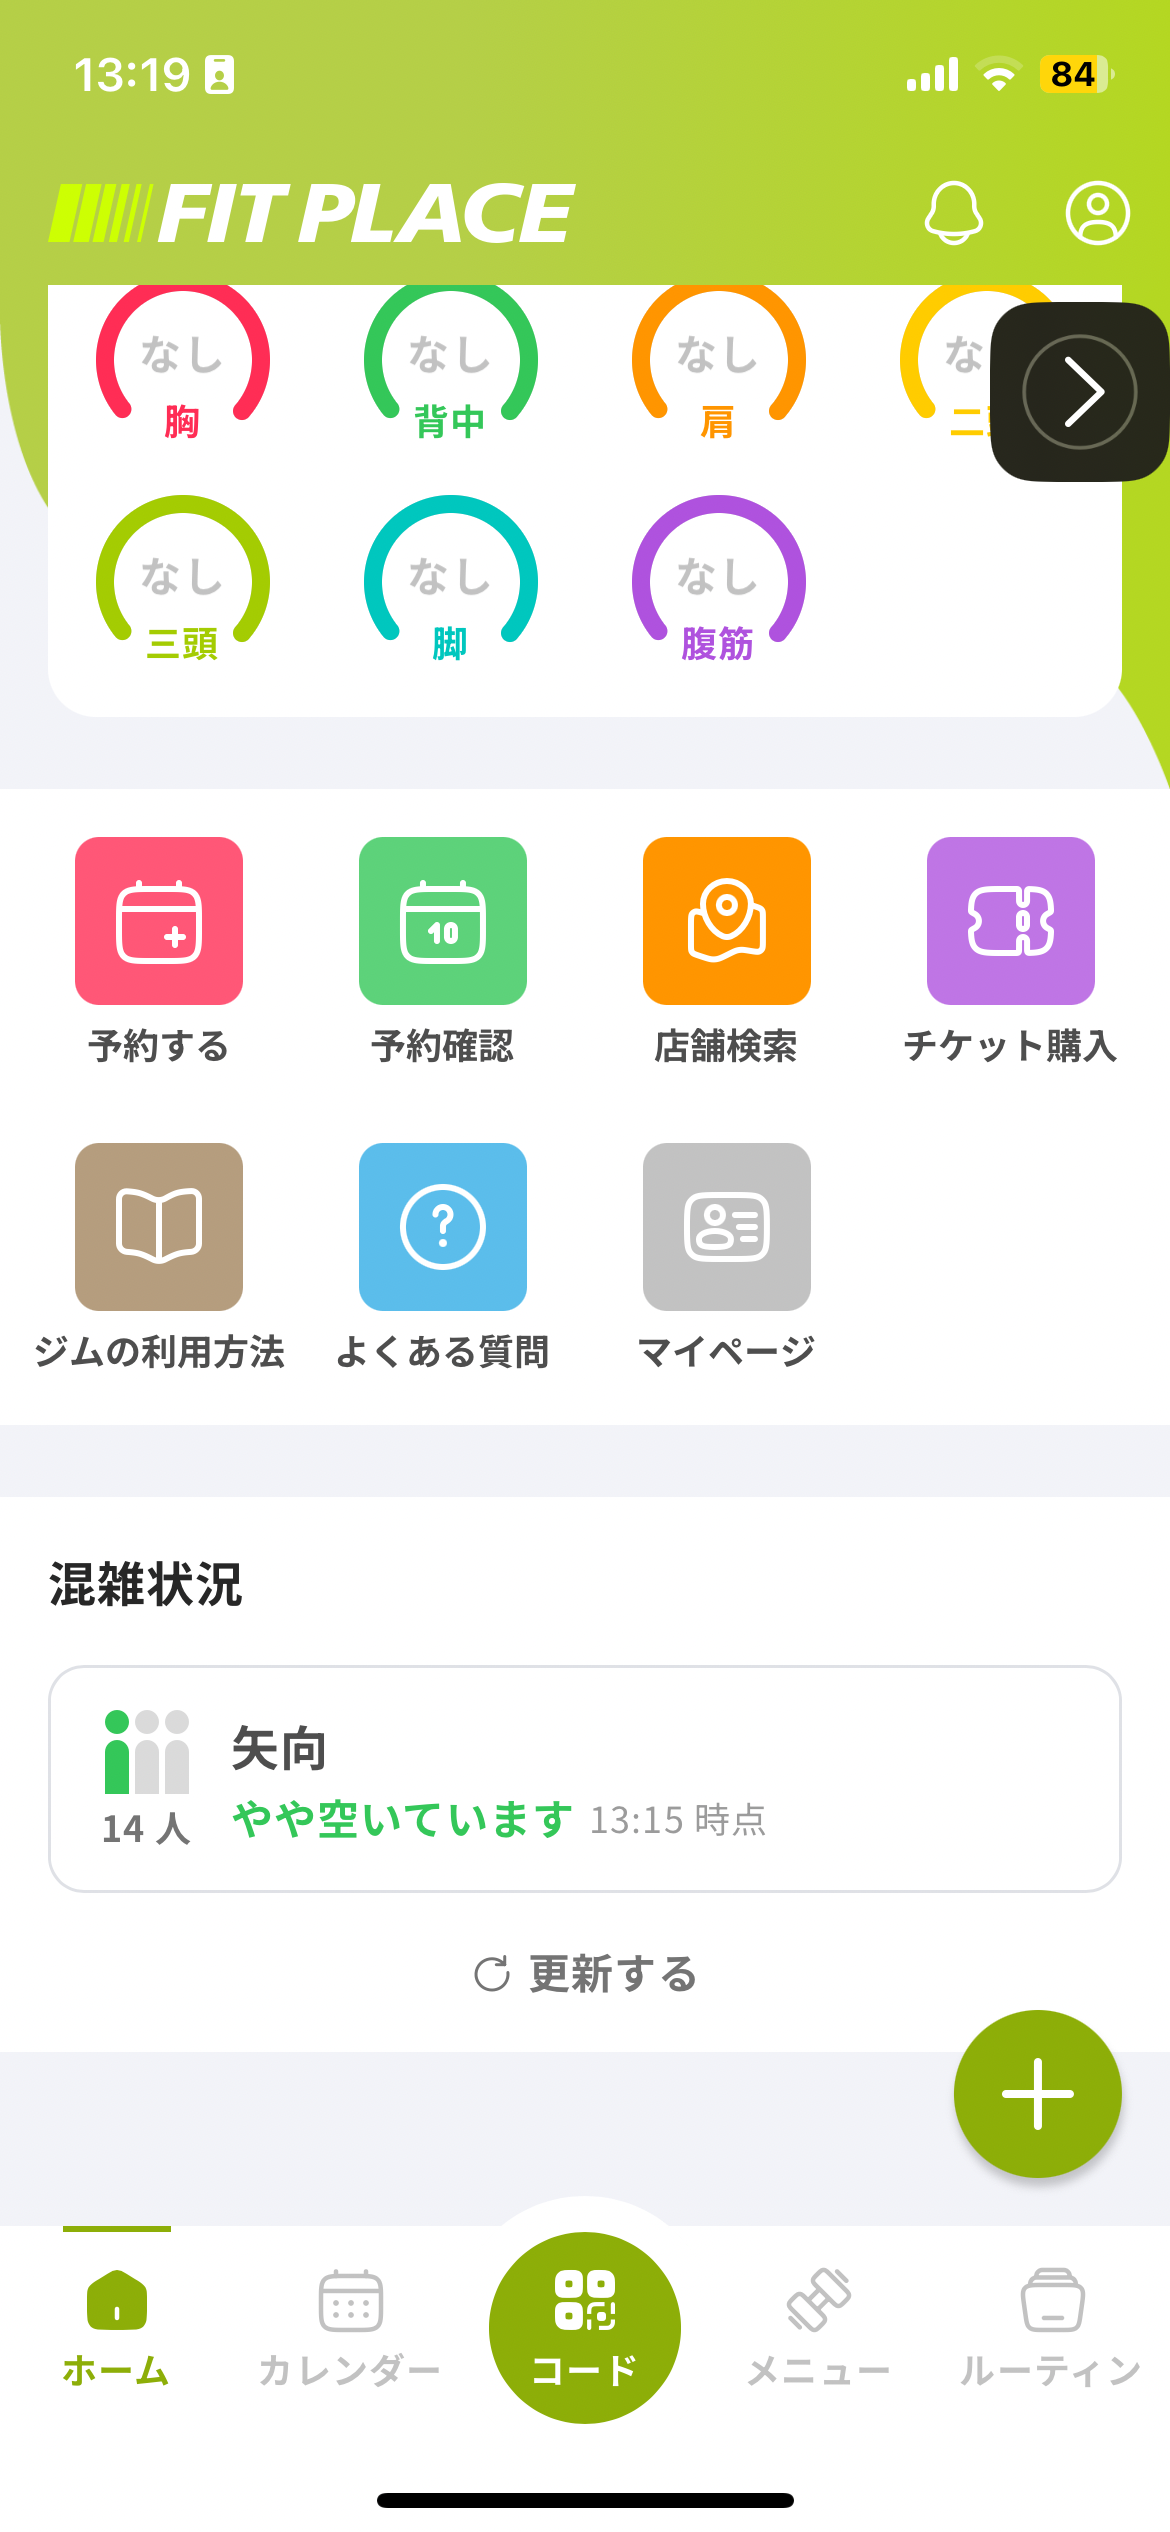 13:19
84
FIT PLACE
なし なし なし な
胸 背中 肩 二
なし なし なし
三頭 脚 腹筋
10
予約する 予約確認 店舗検索 チケット購入
ジムの利用方法 よくある質問 マイページ
混雑状況
矢向
14 人 やや空いています 13:15 時点
更新する
ホーム カレンダー コード メニュー ルーティン